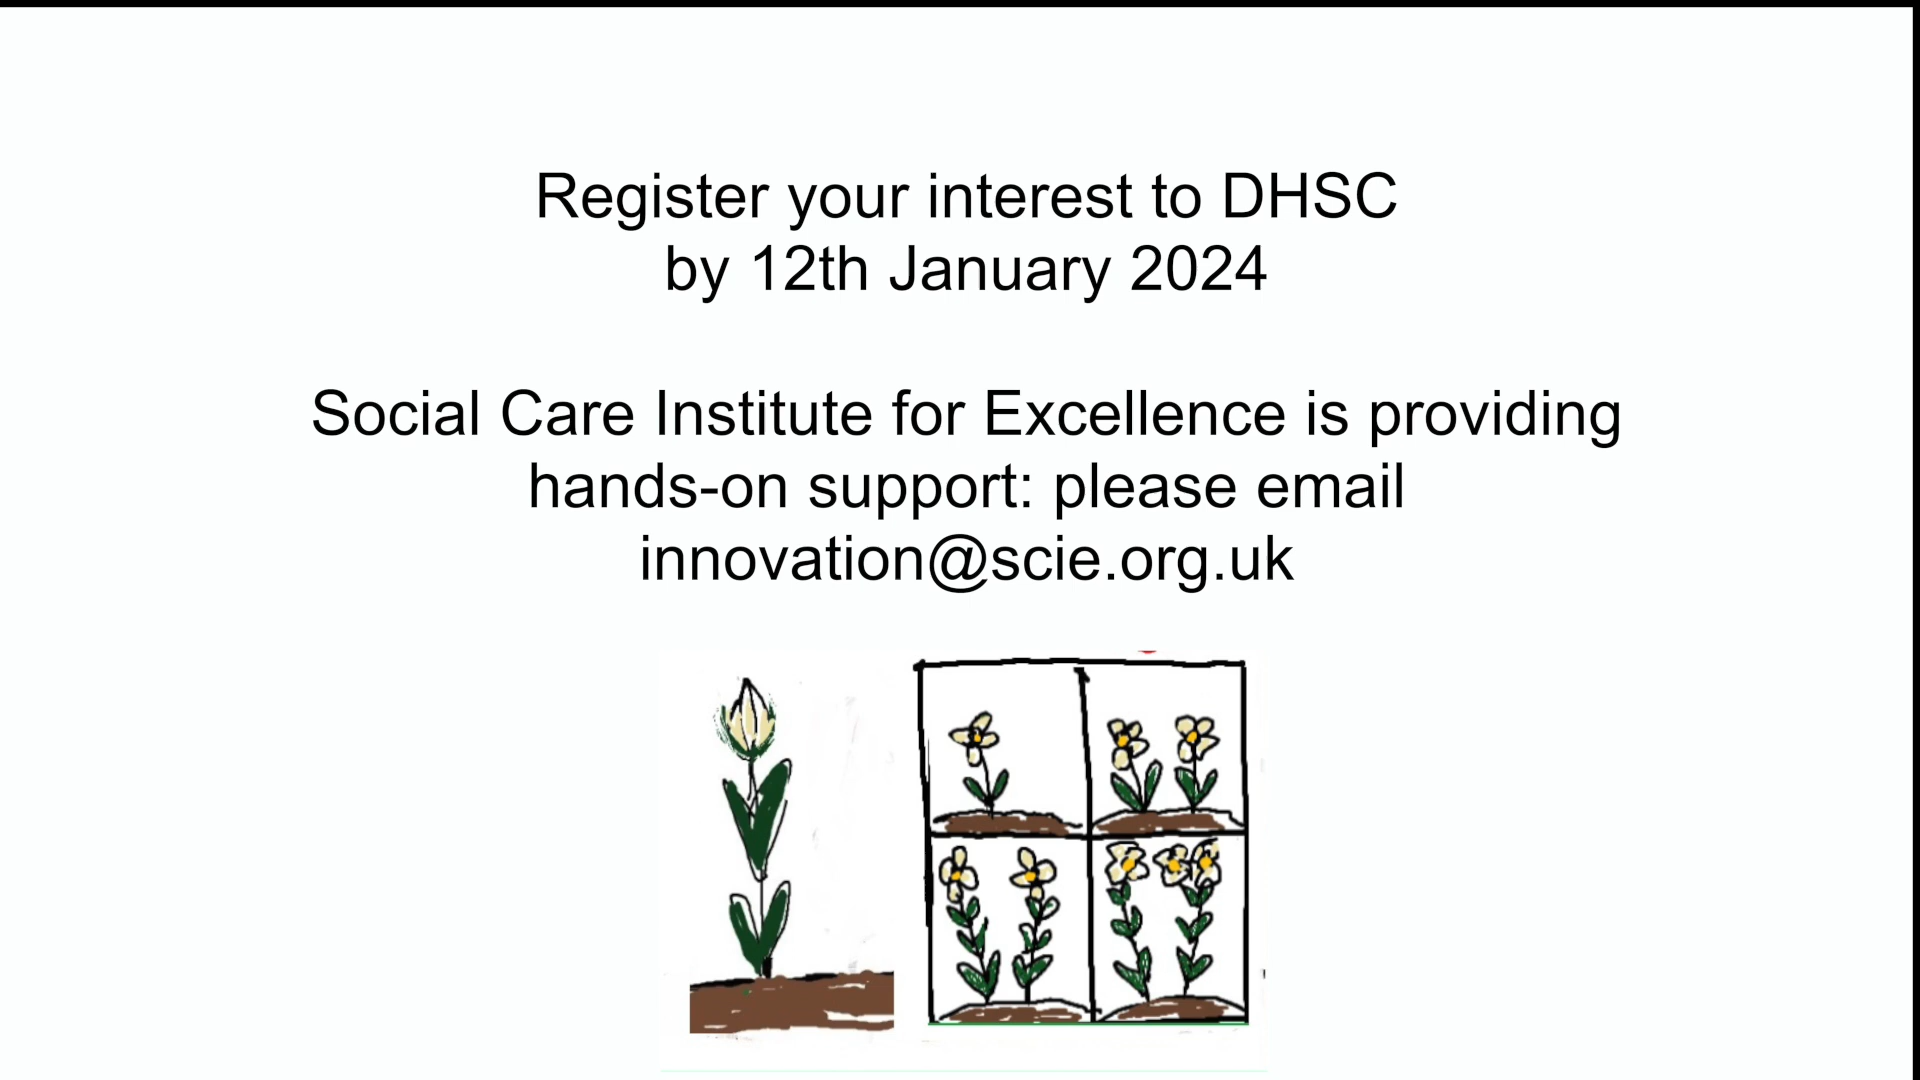 Register your interest to DHSC
by 12th January 2024
Social Care Institute for Excellence is providing
hands-on support: please email
innovation@scie.org.uk